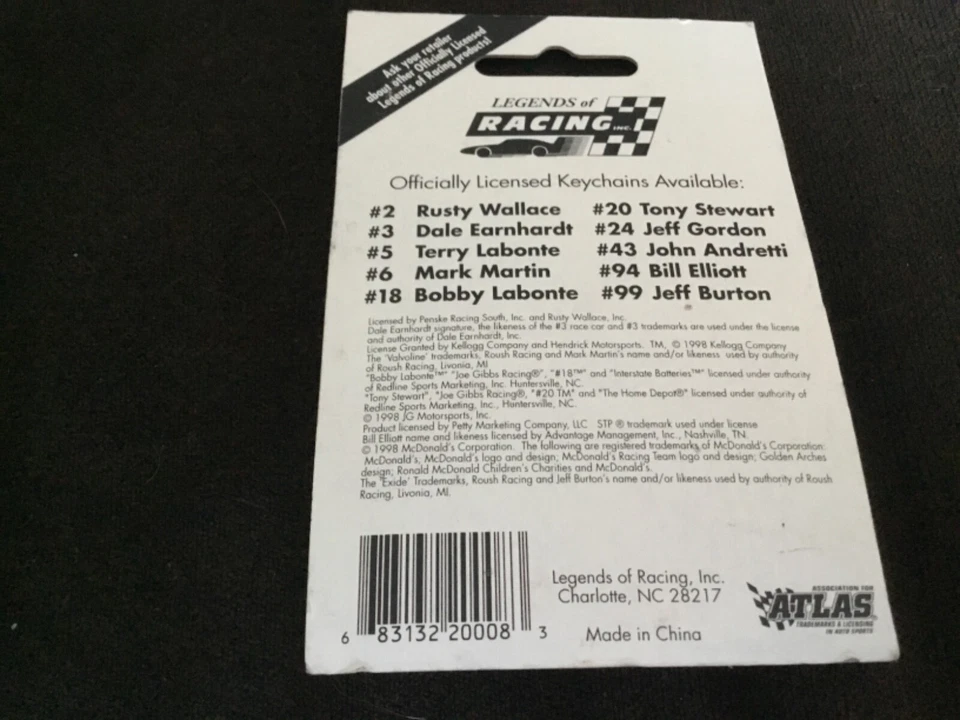 Ask your retailer
about other Officially Licensed
Legends of Racing products!
LEGENDS of
RACING INC.
Officially Licensed Keychains Available:
#2 Rusty Wallace #20 Tony Stewart
#3 Dale Earnhardt #24 Jeff Gordon
#5 Terry Labonte #43 John Andretti
#6 Mark Martin #94 Bill Elliott
#18 Bobby Labonte #99 Jeff Burton
Licensed by Penske Racing South, Inc. and Rusty Wallace, Inc.
Dale Earnhardt signature, the likeness of the #3 race car and #3 trademarks are used under the license
and authority of Dale Earnhardt, Inc.
License Granted by Kellogg Company and Hendrick Motorsports. TM, © 1998 Kellogg Company
The 'Valvoline' trademarks, Roush Racing and Mark Martin's name and/or likeness used by authority
of Roush Racing, Livonia, MI
"Bobby Labonte™" "Joe Gibbs Racing®", "#18™" and "Interstate Batteries™" licensed under authority
of Redline Sports Marketing, Inc. Huntersville, NC.
"Tony Stewart", "Joe Gibbs Racing®, "#20 TM" and "The Home Depot®" licensed under authority of
Redline Sports Marketing, Inc., Huntersville, NC.
© 1998 JG Motorsports, Inc.
Product licensed by Petty Marketing Company, LLC STP ® trademark used under license
Bill Elliott name and likeness licensed by Advantage Management, Inc., Nashville, TN.
© 1998 McDonald's Corporation. The following are registered trademarks of McDonald's Corporation:
McDonald's, McDonald's logo and design; McDonald's Racing Team logo and design; Golden Arches
design; Ronald McDonald Children's Charities and McDonald's.
The 'Exide' Trademarks, Roush Racing and Jeff Burton's name and/or likeness used by authority of Roush
Racing, Livonia, MI.
Legends of Racing, Inc.
Charlotte, NC 28217
Made in China
6 83132 20008 3
ASSOCIATION FOR
ATLAS
TRADEMARKS & LICENSING
IN AUTO SPORTS